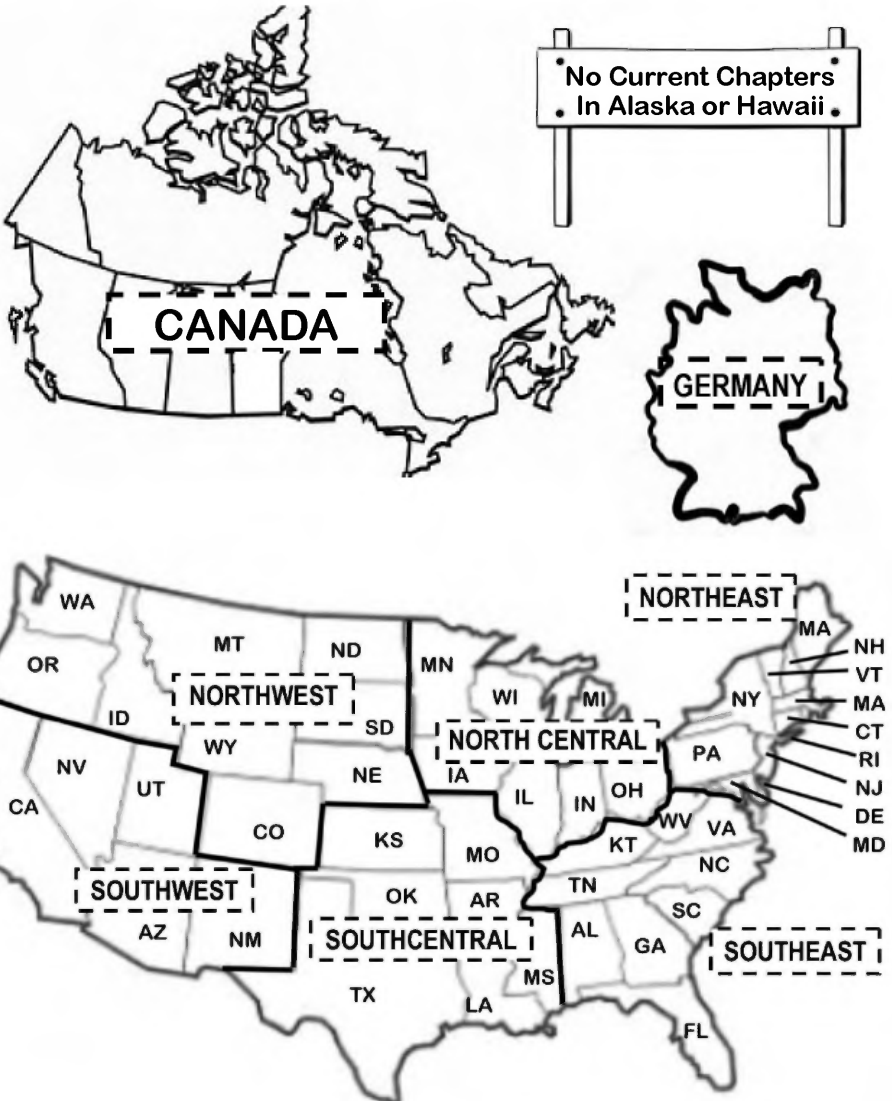 No Current Chapters
In Alaska or Hawaii
CANADA
GERMANY
NORTHEAST
WA
MT
ND
MN
MA
NH
OR
VT
NORTHWEST
WI
MI
NY
MA
ID
SD
NORTH CENTRAL
CT
WY
PA
RI
NV
NE
IA
NJ
UT
IL
IN
OH
DE
CA
CO
KS
WV
VA
MD
MO
KT
NC
SOUTHWEST
OK
AR
TN
SC
AZ
NM
SOUTHCENTRAL
AL
GA
SOUTHEAST
TX
MS
LA
FL